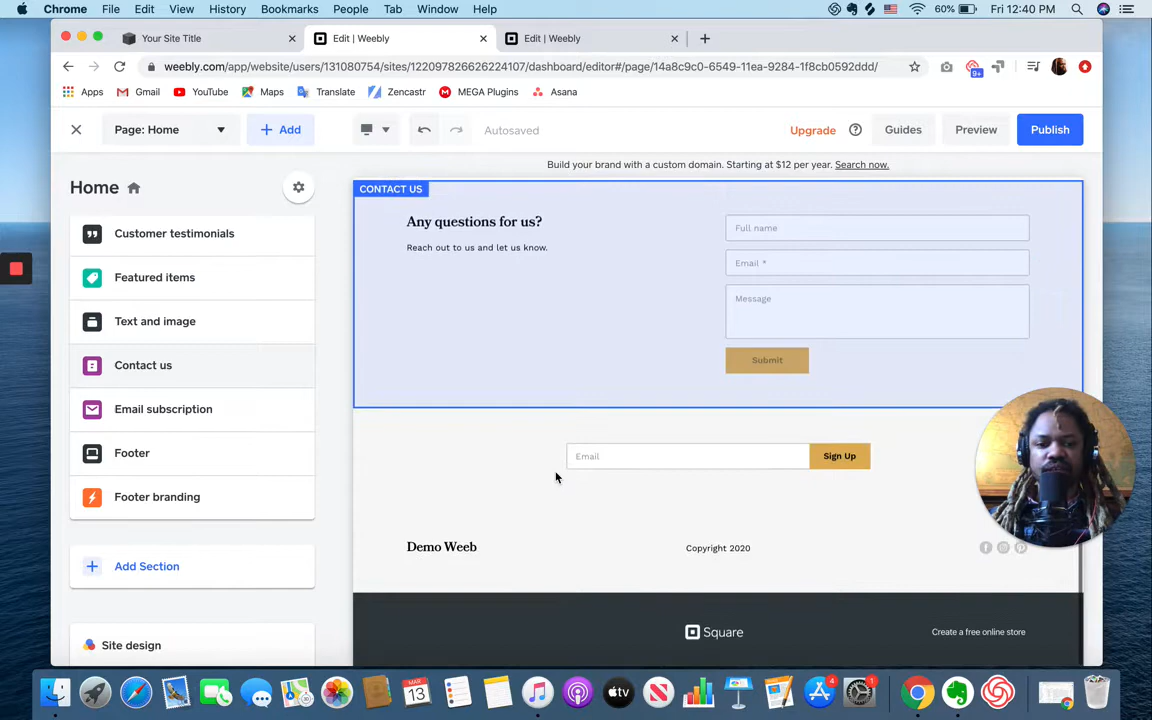 Chrome File Edit View History Bookmarks People Tab Window Help 60% Fri 12:40 PM
Your Site Title Edit | Weebly Edit | Weebly
weebly.com/app/website/users/131080754/sites/122097826626224107/dashboard/editor#/page/14a8c9c0-6549-11ea-9284-1f8cb0592ddd/
9+
Apps Gmail YouTube Maps Translate Zencastr MEGA Plugins Asana
Page: Home + Add Autosaved Upgrade Guides Preview Publish
Build your brand with a custom domain. Starting at $12 per year. Search now.
Home
Customer testimonials
Featured items
Text and image
Contact us
Email subscription
Footer
Footer branding
+ Add Section
Site design
CONTACT US
Any questions for us?
Reach out to us and let us know.
Full name
Email *
Message
Submit
Email Sign Up
Demo Weeb Copyright 2020
Square Create a free online store
MAR
13
tv
4
1